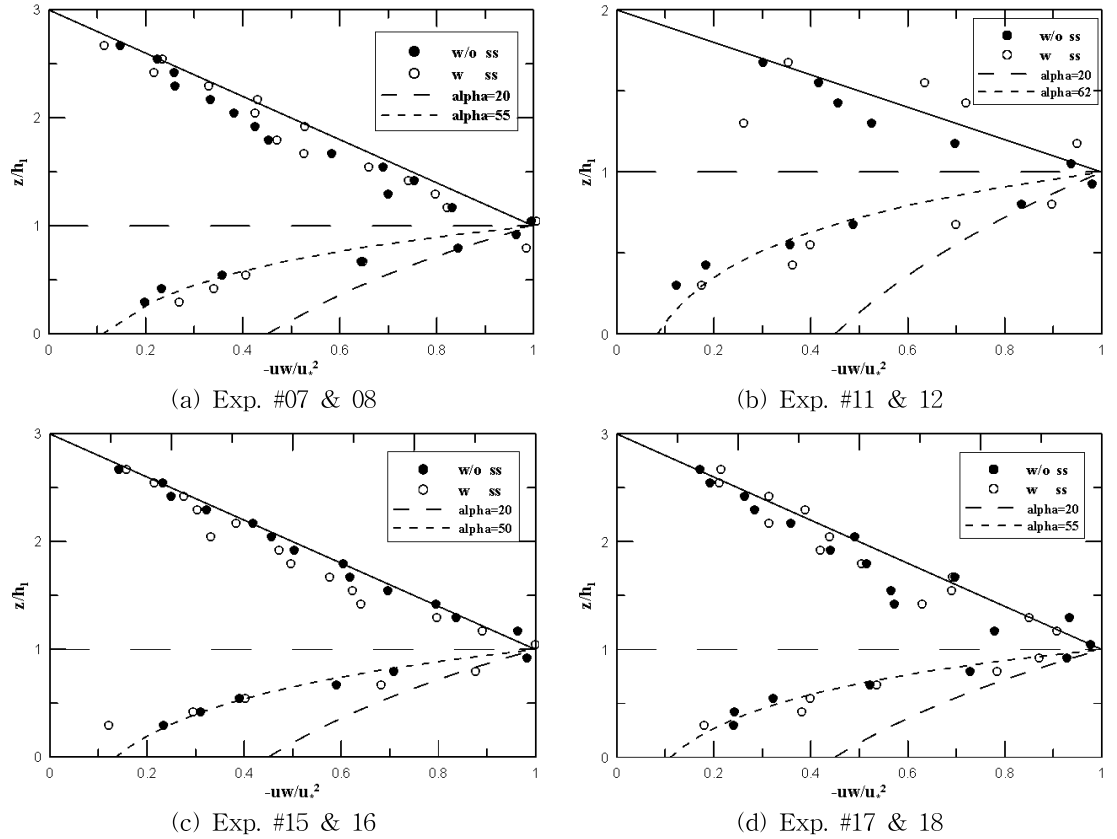 3
2
1
0
z/h₁
w/o ss
w ss
alpha=20
alpha=55
0 0.2 0.4 0.6 0.8 1
-uw/u*²
(a) Exp. #07 & 08
2
1
0
z/h₁
w/o ss
w ss
alpha=20
alpha=62
0 0.2 0.4 0.6 0.8 1
-uw/u*²
(b) Exp. #11 & 12
3
2
1
0
z/h₁
w/o ss
w ss
alpha=20
alpha=50
0 0.2 0.4 0.6 0.8 1
-uw/u*²
(c) Exp. #15 & 16
3
2
1
0
z/h₁
w/o ss
w ss
alpha=20
alpha=55
0 0.2 0.4 0.6 0.8 1
-uw/u*²
(d) Exp. #17 & 18